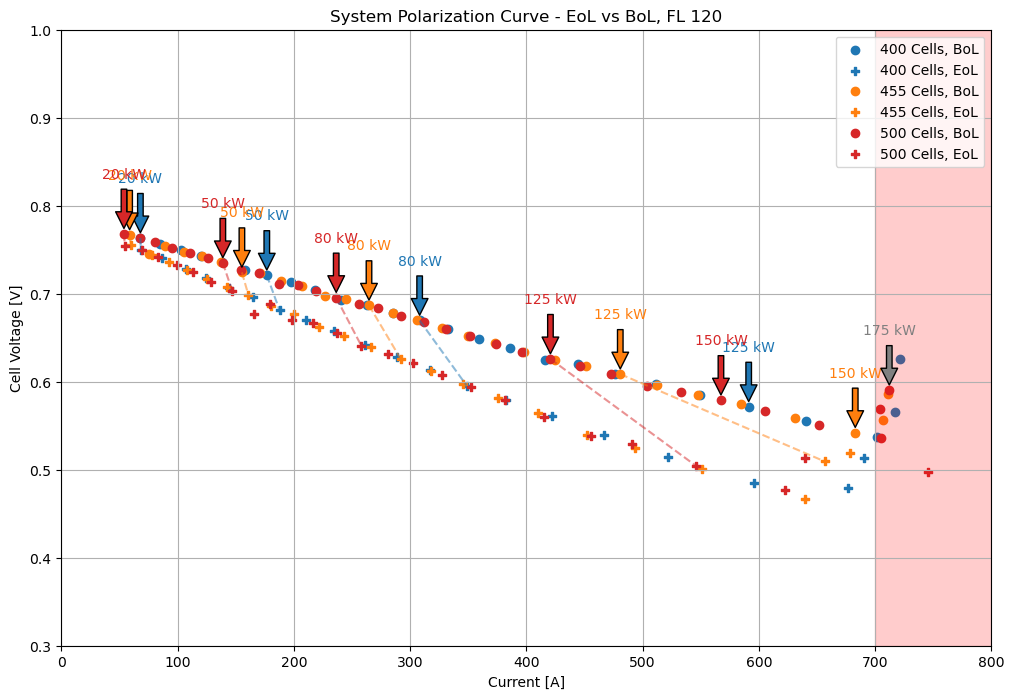 System Polarization Curve - EoL vs BoL, FL 120
Cell Voltage [V]
1.0
0.9
0.8
0.7
0.6
0.5
0.4
0.3
400 Cells, BoL
400 Cells, EoL
455 Cells, BoL
455 Cells, EoL
500 Cells, BoL
500 Cells, EoL
20 kW
20 kW
20 kW
50 kW
50 kW
50 kW
80 kW
80 kW
80 kW
125 kW
125 kW
150 kW
125 kW
150 kW
175 kW
0
100
200
300
400
500
600
700
800
Current [A]